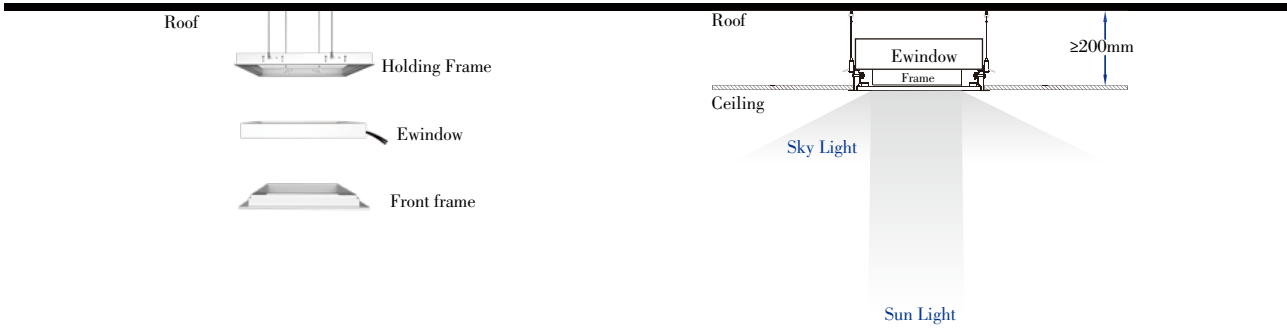 Roof
Holding Frame
Ewindow
Front frame
Roof
≥200mm
Ewindow
Frame
Ceiling
Sky Light
Sun Light